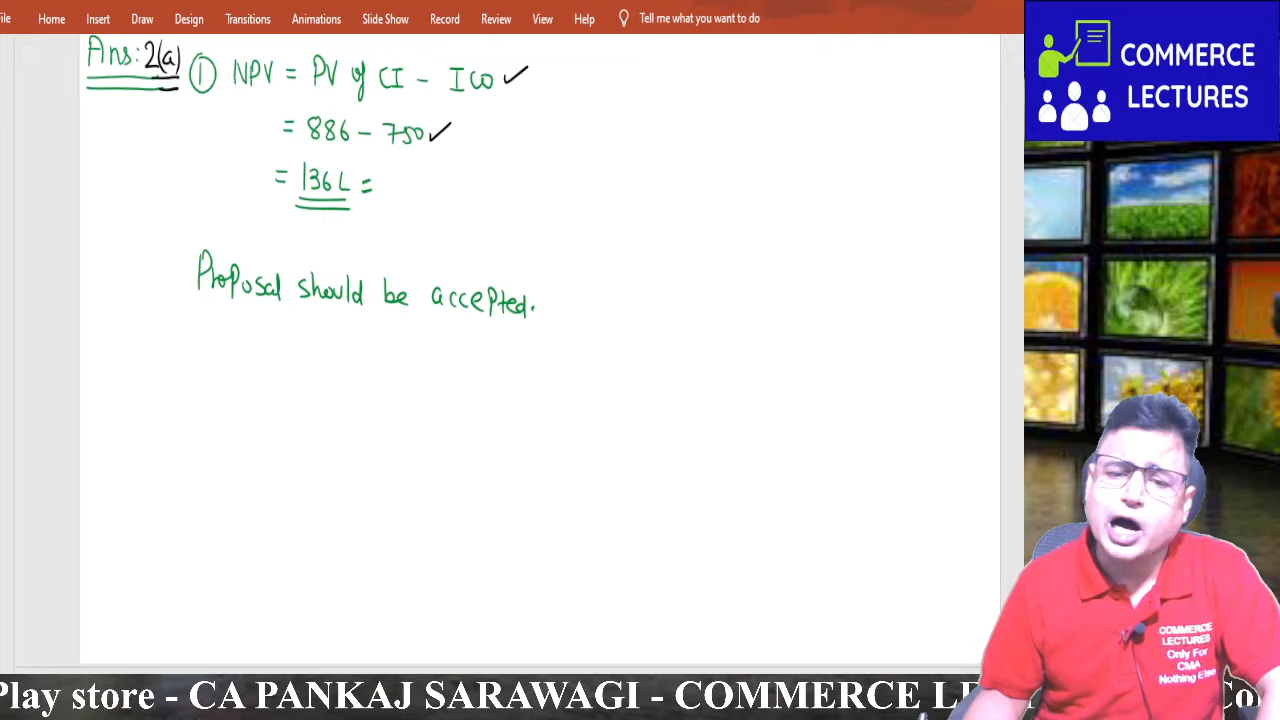 File Home Insert Draw Design Transitions Animations Slide Show Record Review View Help Tell me what you want to do
COMMERCE
LECTURES
Ans: 2(a) ① NPV = PV of CI - ICO ✓
= 886 - 750 ✓
= 136 L =
Proposal should be accepted.
COMMERCE
LECTURES
Only For
CMA
Nothing Else
Play store - CA PANKAJ SARAWAGI - COMMERCE LE